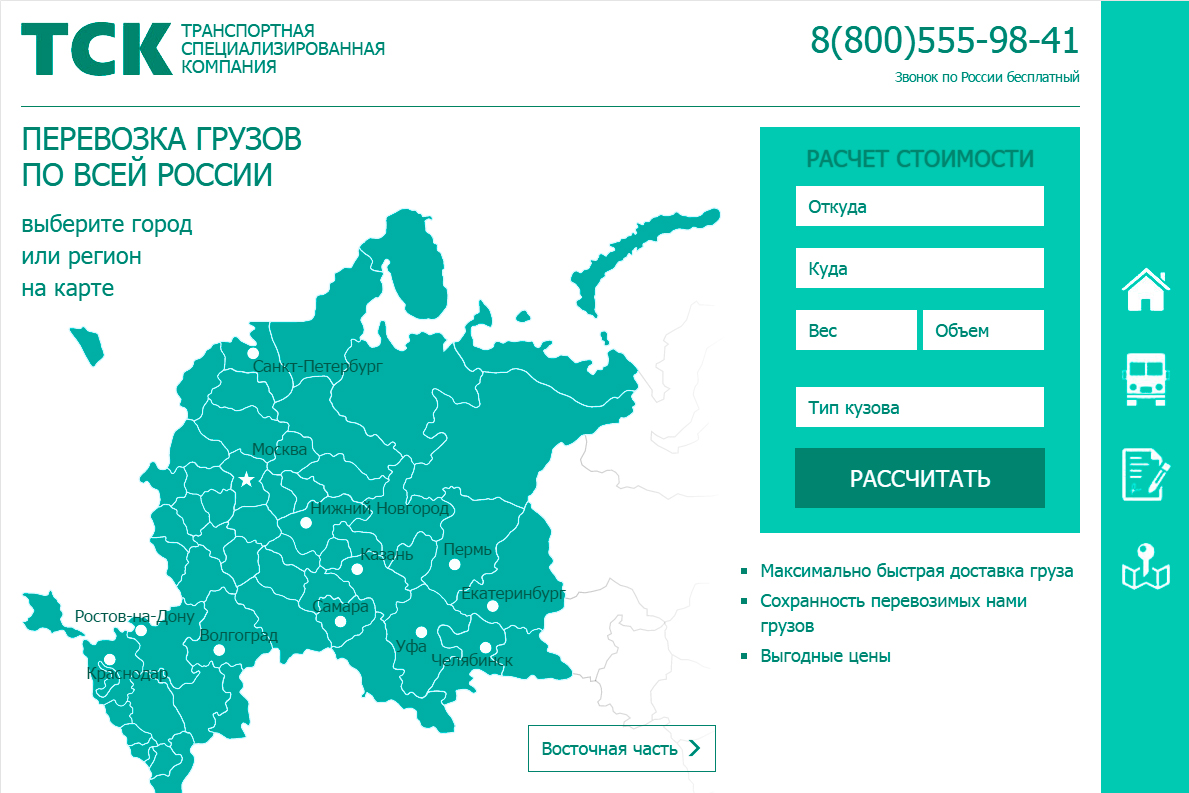 ТСК
ТРАНСПОРТНАЯ
СПЕЦИАЛИЗИРОВАННАЯ
КОМПАНИЯ
8(800)555-98-41
Звонок по России бесплатный
ПЕРЕВОЗКА ГРУЗОВ
ПО ВСЕЙ РОССИИ
выберите город
или регион
на карте
Санкт-Петербург
Москва
Нижний Новгород
Казань
Пермь
Екатеринбург
Самара
Ростов-на-Дону
Волгоград
Уфа
Челябинск
Краснодар
Восточная часть
РАСЧЕТ СТОИМОСТИ
Откуда
Куда
Вес
Объем
Тип кузова
РАССЧИТАТЬ
Максимально быстрая доставка груза
Сохранность перевозимых нами
грузов
Выгодные цены